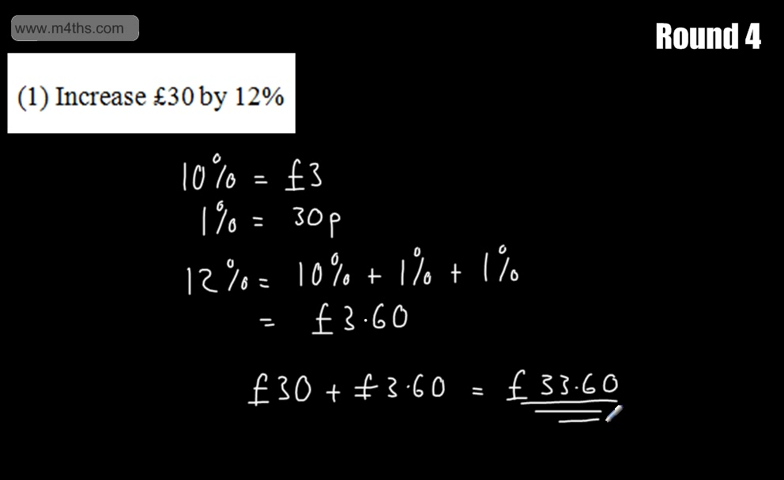 www.m4ths.com
Round 4
(1) Increase £30 by 12%
10% = £3
1% = 30p
12% = 10% + 1% + 1%
= £3.60
£30 + £3.60 = £33.60